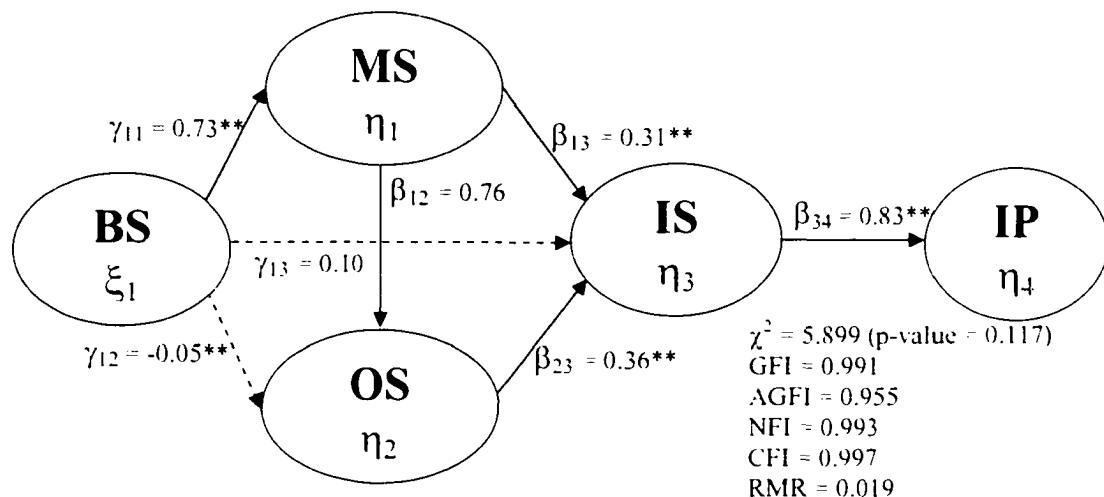 MS
η₁
γ₁₁ = 0.73**
β₁₃ = 0.31**
β₁₂ = 0.76
BS
ξ₁
IS
η₃
β₃₄ = 0.83**
IP
η₄
γ₁₃ = 0.10
γ₁₂ = -0.05**
OS
η₂
β₂₃ = 0.36**
χ² = 5.899 (p-value = 0.117)
GFI = 0.991
AGFI = 0.955
NFI = 0.993
CFI = 0.997
RMR = 0.019